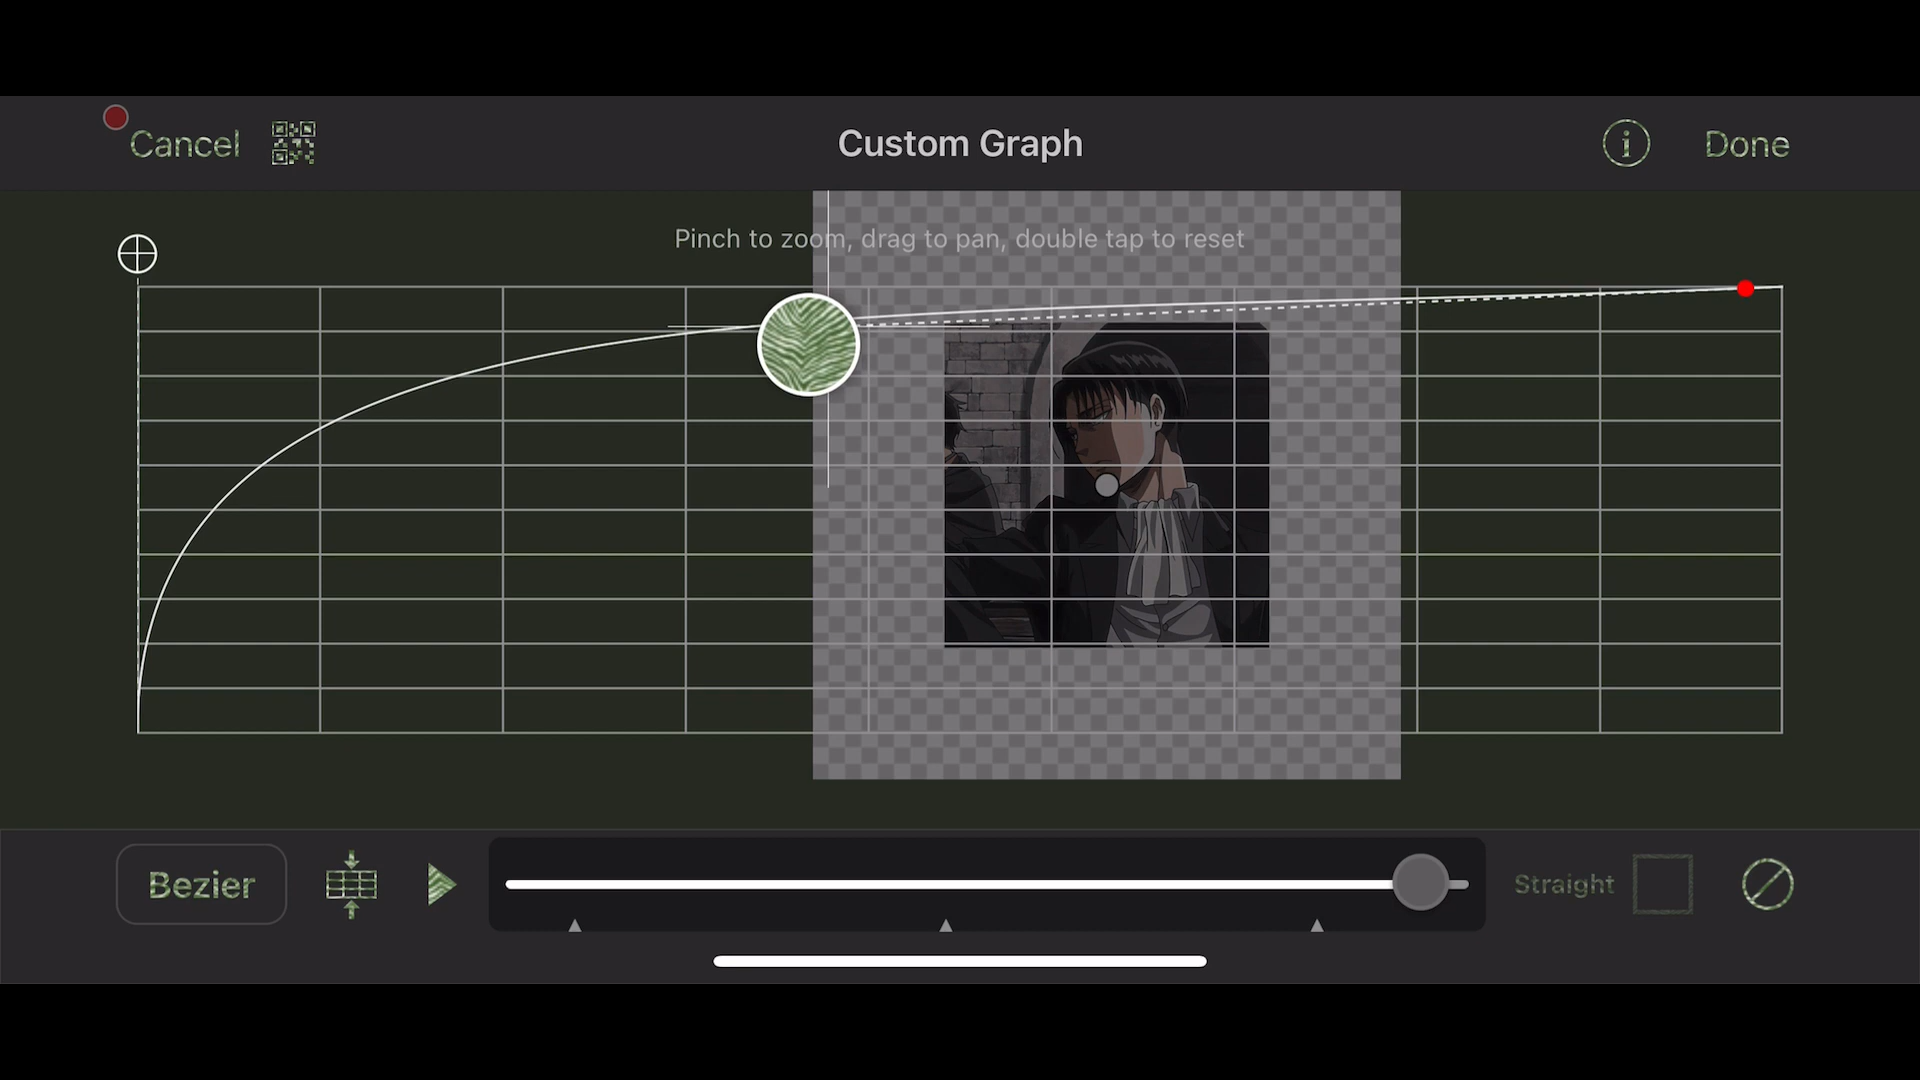 Cancel
Custom Graph
Done
Pinch to zoom, drag to pan, double tap to reset
Bezier
Straight